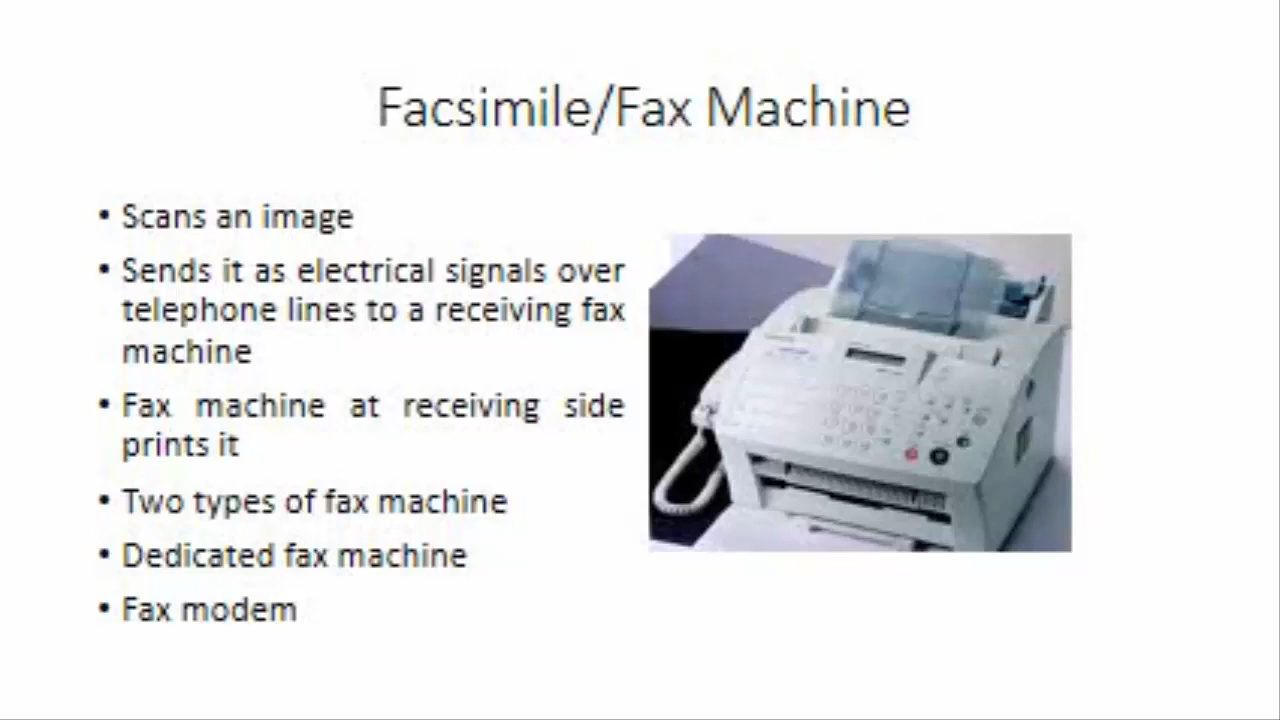 Facsimile/Fax Machine
• Scans an image
• Sends it as electrical signals over
telephone lines to a receiving fax
machine
• Fax machine at receiving side
prints it
• Two types of fax machine
• Dedicated fax machine
• Fax modem